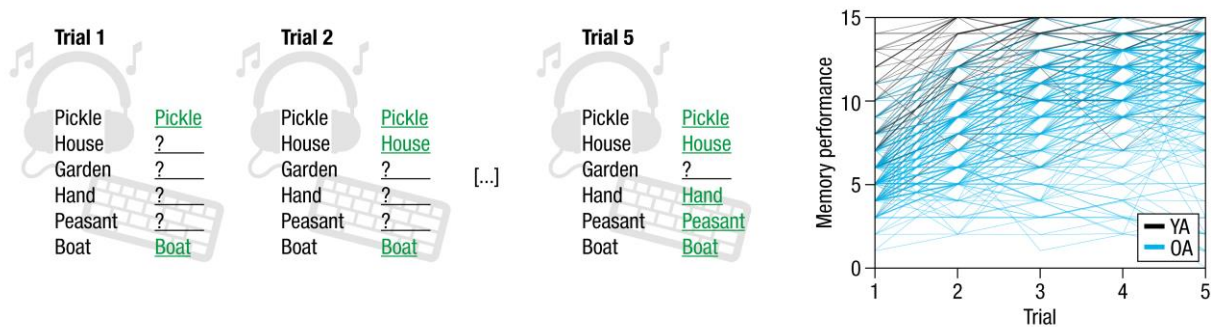 Trial 1
Pickle Pickle
House ?
Garden ?
Hand ?
Peasant ?
Boat Boat
Trial 2
Pickle Pickle
House House
Garden ?
Hand ?
Peasant ?
Boat Boat
[...]
Trial 5
Pickle Pickle
House House
Garden ?
Hand Hand
Peasant Peasant
Boat Boat
Memory performance
15
10
5
0
1 2 3 4 5
Trial
YA
OA